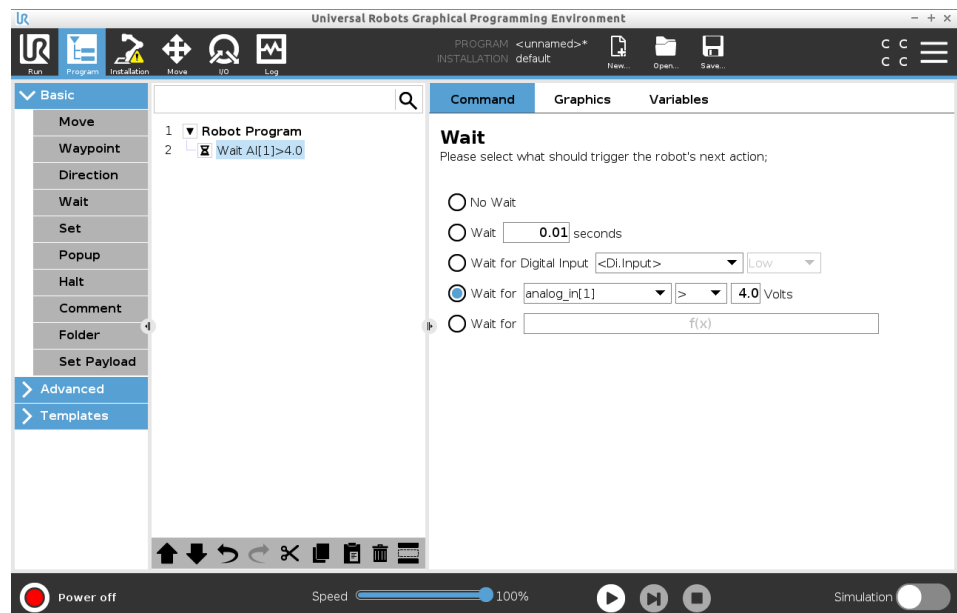 Universal Robots Graphical Programming Environment
PROGRAM <unnamed>*
INSTALLATION default
Run
Program
Installation
Move
I/O
Log
New...
Open...
Save...
C C
C C
Basic
Move
Waypoint
Direction
Wait
Set
Popup
Halt
Comment
Folder
Set Payload
Advanced
Templates
1 Robot Program
2 Wait AI[1]>4.0
Command Graphics Variables
Wait
Please select what should trigger the robot's next action;
No Wait
Wait 0.01 seconds
Wait for Digital Input <Di.Input> Low
Wait for analog_in[1] > 4.0 Volts
Wait for f(x)
Power off
Speed 100%
Simulation